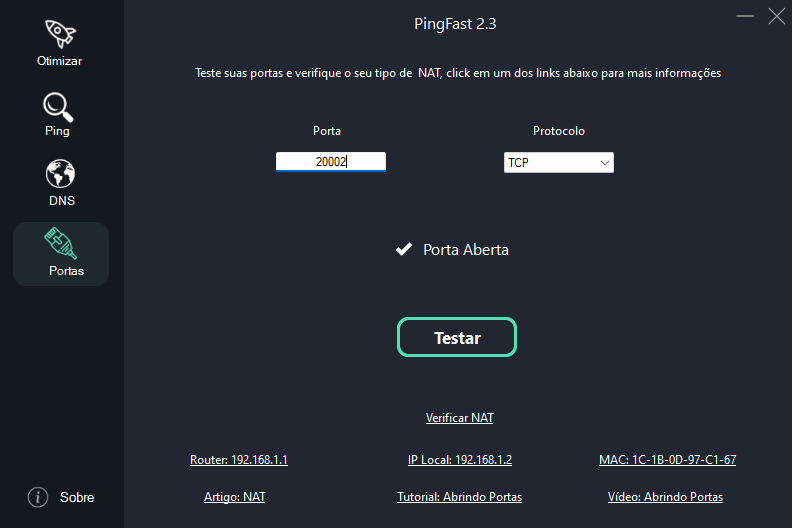 PingFast 2.3
Otimizar
Ping
DNS
Portas
Sobre
Teste suas portas e verifique o seu tipo de NAT, click em um dos links abaixo para mais informações
Porta
Protocolo
20002
TCP
Porta Aberta
Testar
Verificar NAT
Router: 192.168.1.1
IP Local: 192.168.1.2
MAC: 1C-1B-0D-97-C1-67
Artigo: NAT
Tutorial: Abrindo Portas
Vídeo: Abrindo Portas